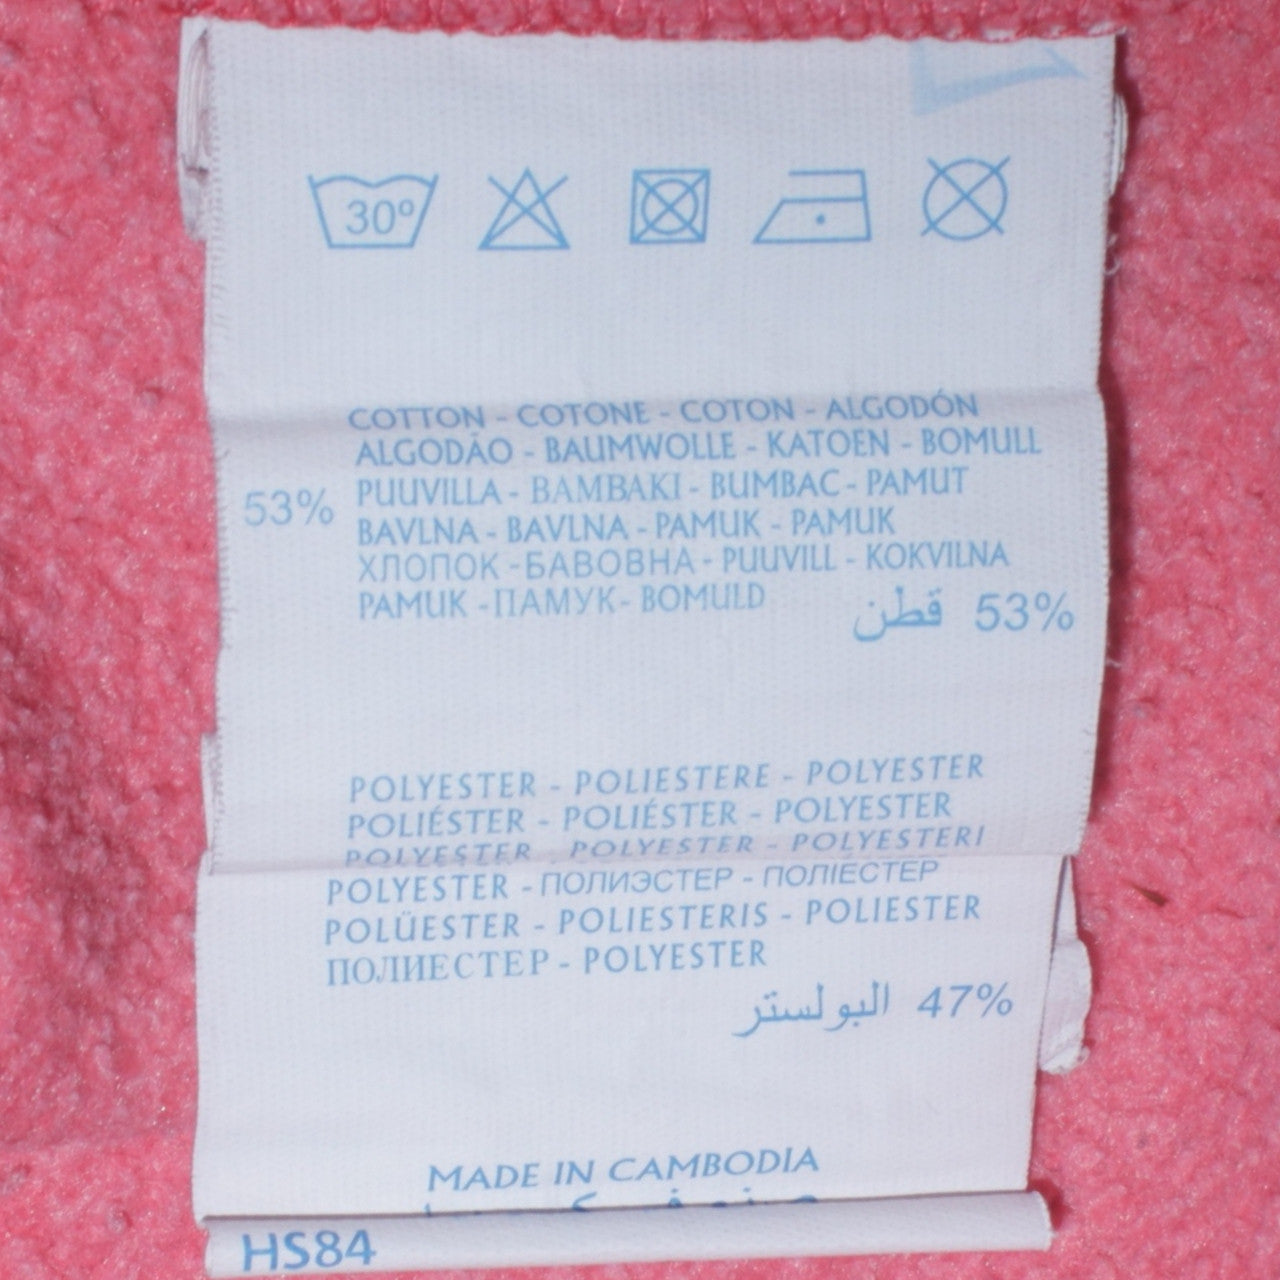 30º
COTTON - COTONE - COTON - ALGODÓN
ALGODÃO - BAUMWOLLE - KATOEN - BOMULL
53% PUUVILLA - BAMBAKI - BUMBAC - PAMUT
BAVLNA - BAVLNA - PAMUK - PAMUK
ХЛОПОК - БАВОВНА - PUUVILL - KOKVILNA
PAMUK - ПАМУК - BOMULD
قطن 53%
POLYESTER - POLIESTERE - POLYESTER
POLIÉSTER - POLIÉSTER - POLYESTER
POLYESTER - POLYESTER - POLYESTERI
POLYESTER - ПОЛИЭСТЕР - ПОЛІЕСТЕР
POLÜESTER - POLIESTERIS - POLIESTER
ПОЛИЕСТЕР - POLYESTER
البولستر 47%
MADE IN CAMBODIA
HS84